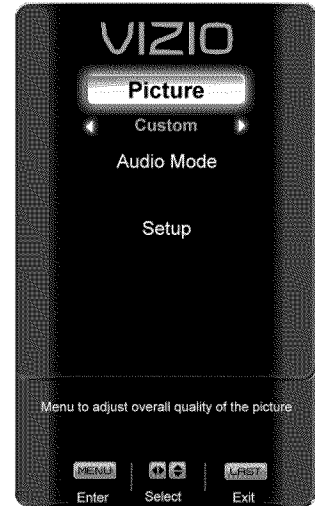 VIZIO
Picture
Custom
Audio Mode
Setup
Menu to adjust overall quality of the picture
MENU LAST
Enter Select Exit